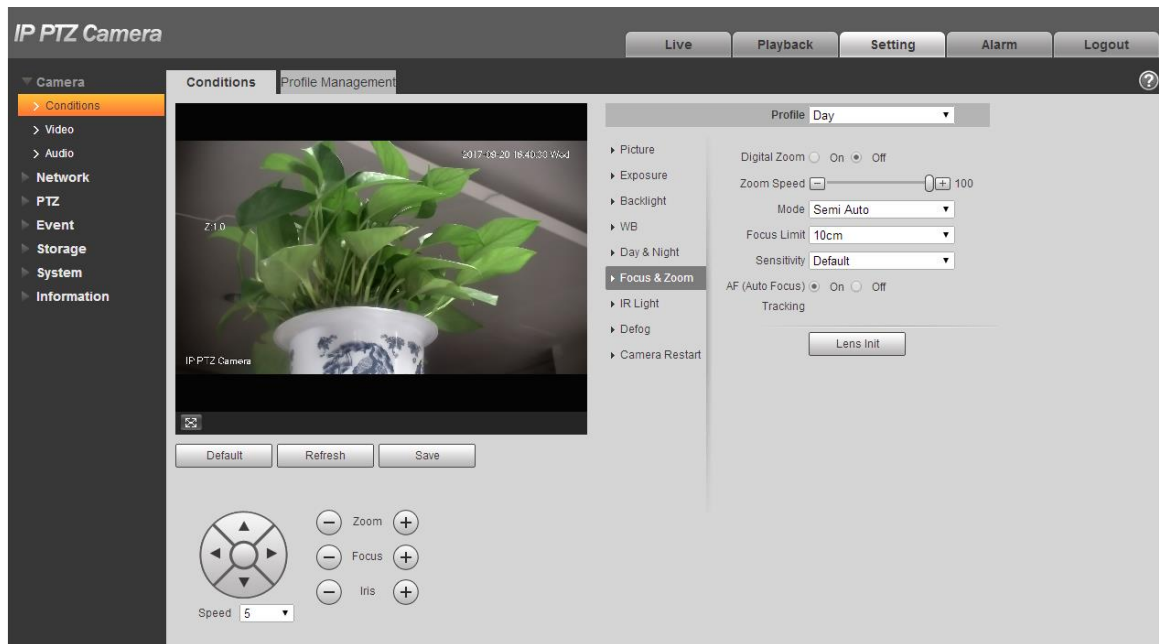 IP PTZ Camera
Live
Playback
Setting
Alarm
Logout
Camera
Conditions
Video
Audio
Network
PTZ
Event
Storage
System
Information
Conditions
Profile Management
2017-09-20 16:40:30 Wed
Z:1.0
IP PTZ Camera
Default
Refresh
Save
Zoom
Focus
Iris
Speed 5
Profile Day
Picture
Exposure
Backlight
WB
Day & Night
Focus & Zoom
IR Light
Defog
Camera Restart
Digital Zoom On Off
Zoom Speed 100
Mode Semi Auto
Focus Limit 10cm
Sensitivity Default
AF (Auto Focus) On Off
Tracking
Lens Init